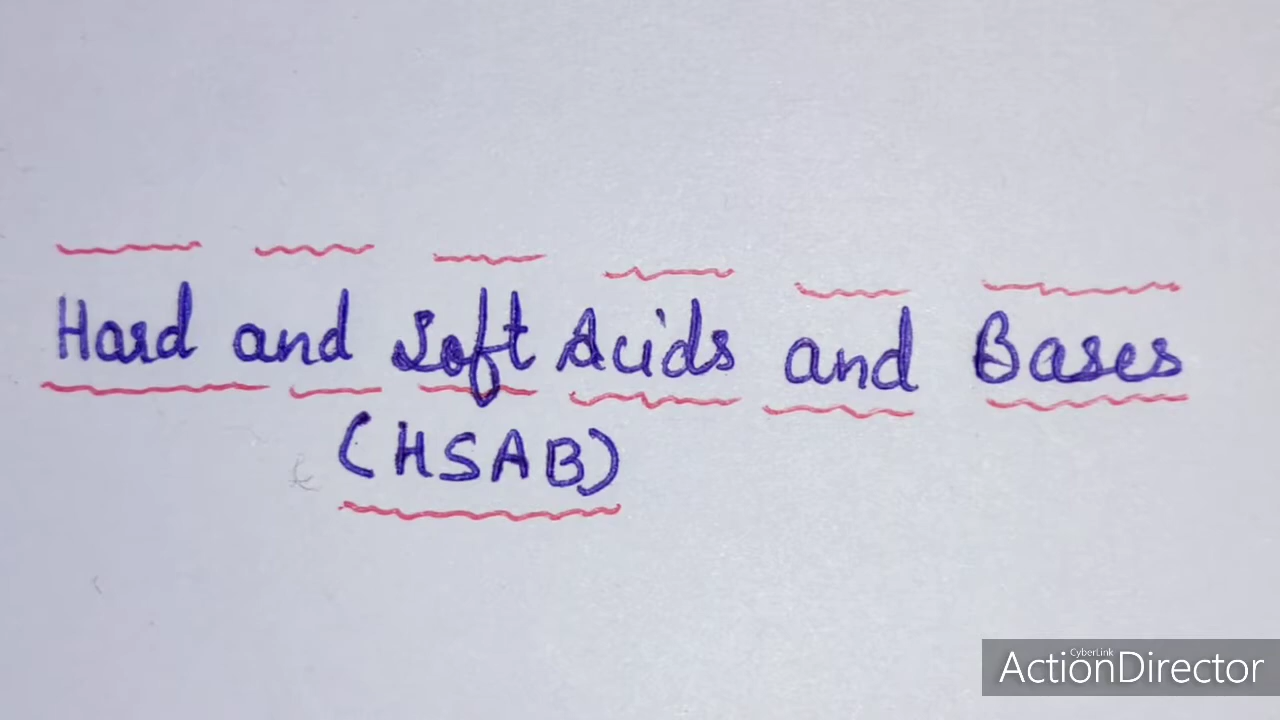 Hard and Soft Acids and Bases
(HSAB)
CyberLink
ActionDirector